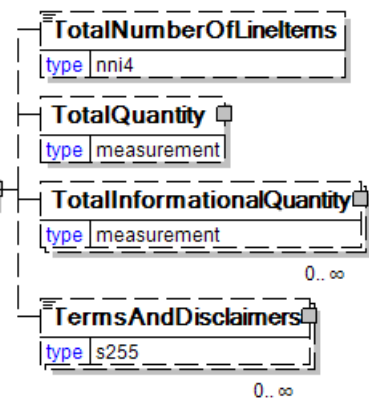 TotalNumberOfLineItems
type nni4
TotalQuantity
type measurement
TotalInformationalQuantity
type measurement
0.. ∞
TermsAndDisclaimers
type s255
0.. ∞